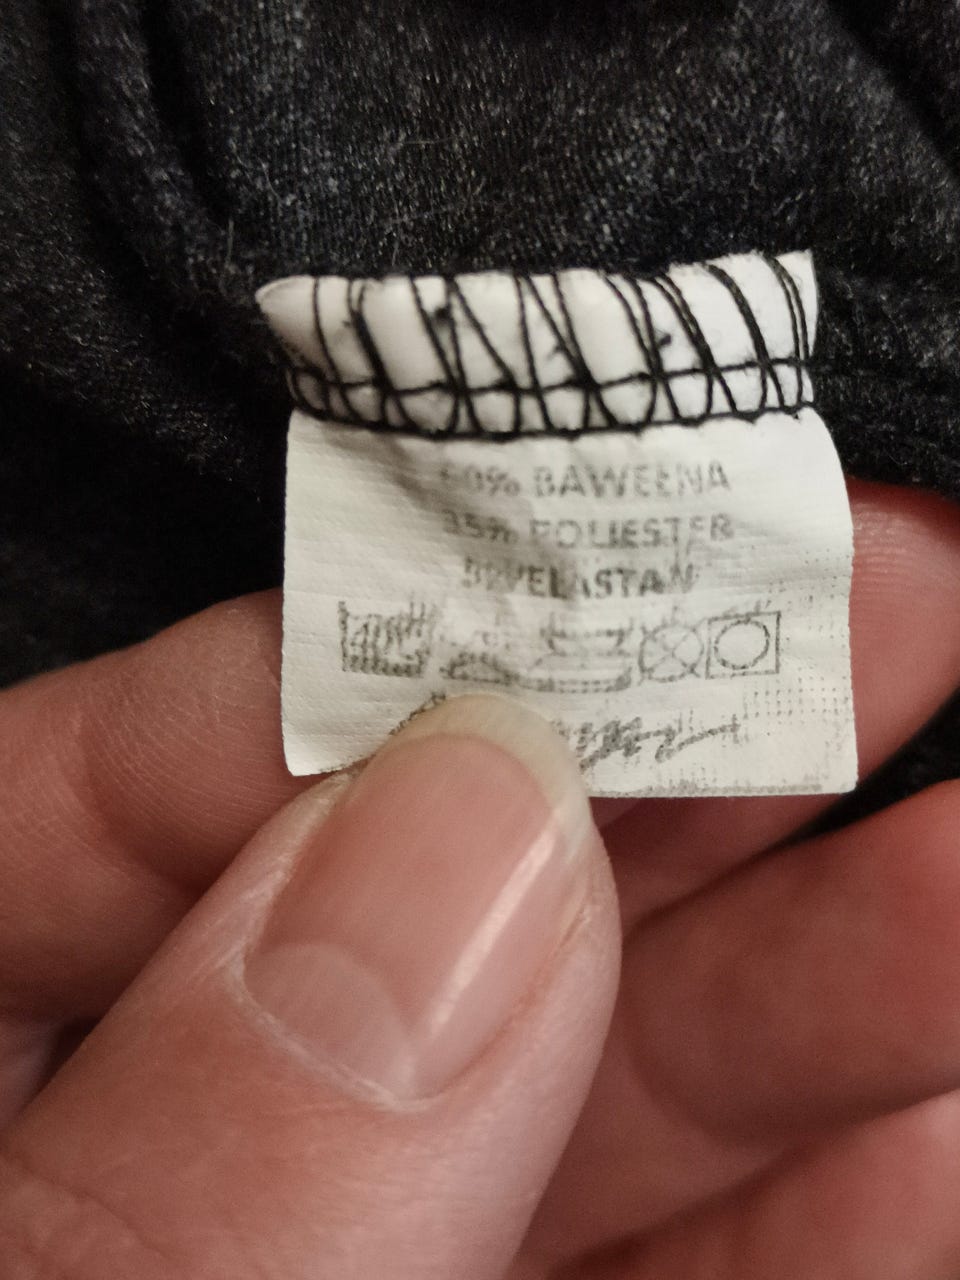 60% BAWEŁNA
35% POLIESTER
5% ELASTAN